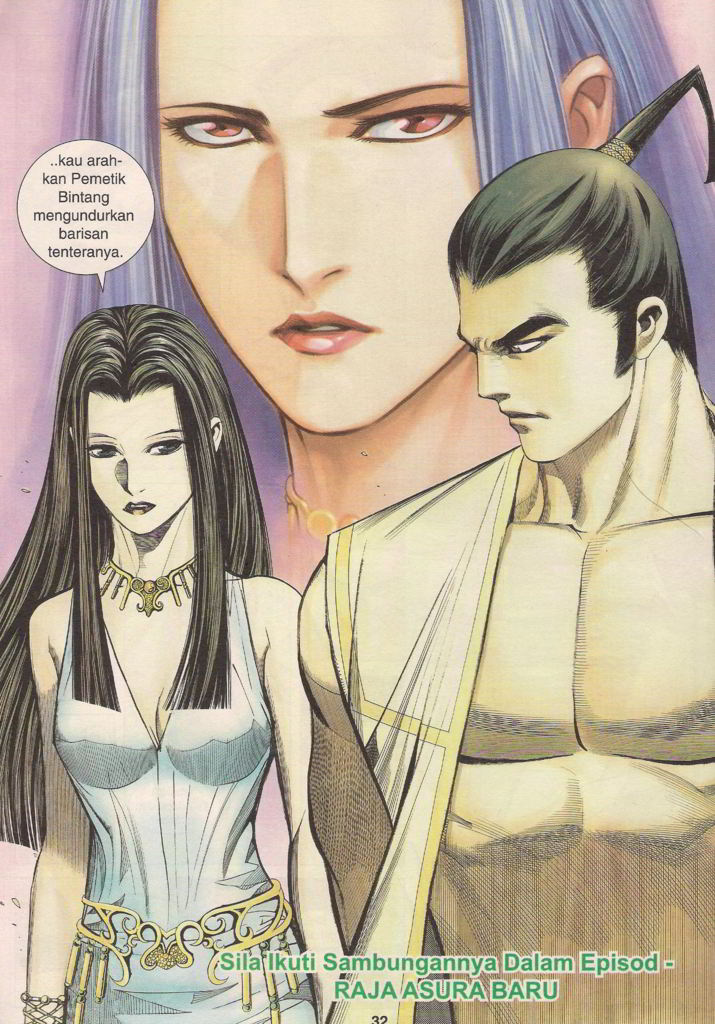 ..kau arah-
kan Pemetik
Bintang
mengundurkan
barisan
tenteranya.
Sila Ikuti Sambungannya Dalam Episod -
RAJA ASURA BARU
32